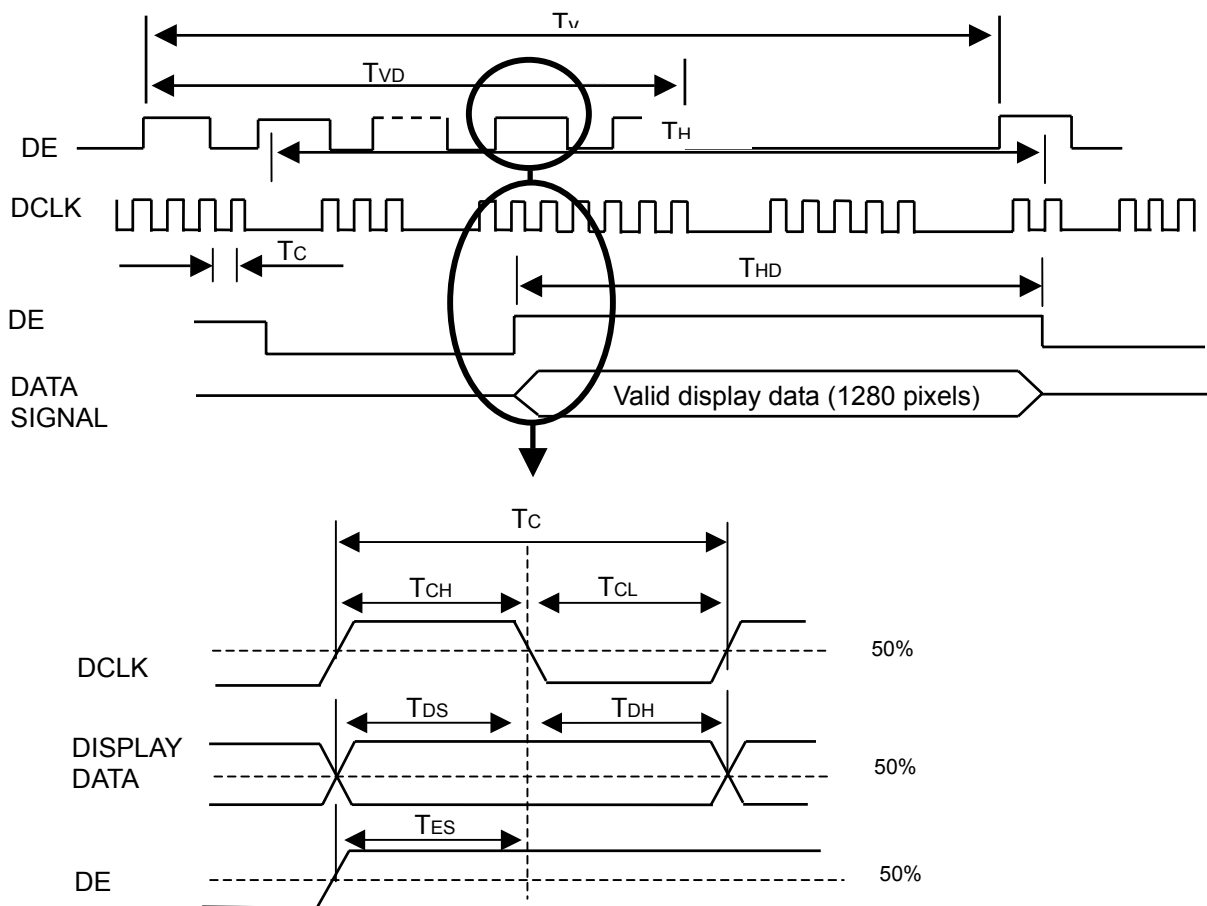 Tv
TVD
DE
TH
DCLK
TC
THD
DE
DATA
SIGNAL
Valid display data (1280 pixels)
TC
TCH
TCL
DCLK
50%
TDS
TDH
DISPLAY
DATA
50%
TES
DE
50%